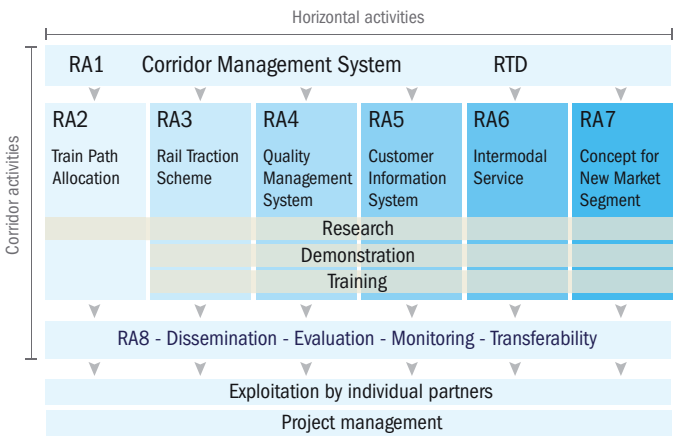 Horizontal activities
Corridor activities
RA1 Corridor Management System RTD
RA2
Train Path
Allocation
RA3
Rail Traction
Scheme
RA4
Quality
Management
System
RA5
Customer
Information
System
RA6
Intermodal
Service
RA7
Concept for
New Market
Segment
Research
Demonstration
Training
RA8 - Dissemination - Evaluation - Monitoring - Transferability
Exploitation by individual partners
Project management